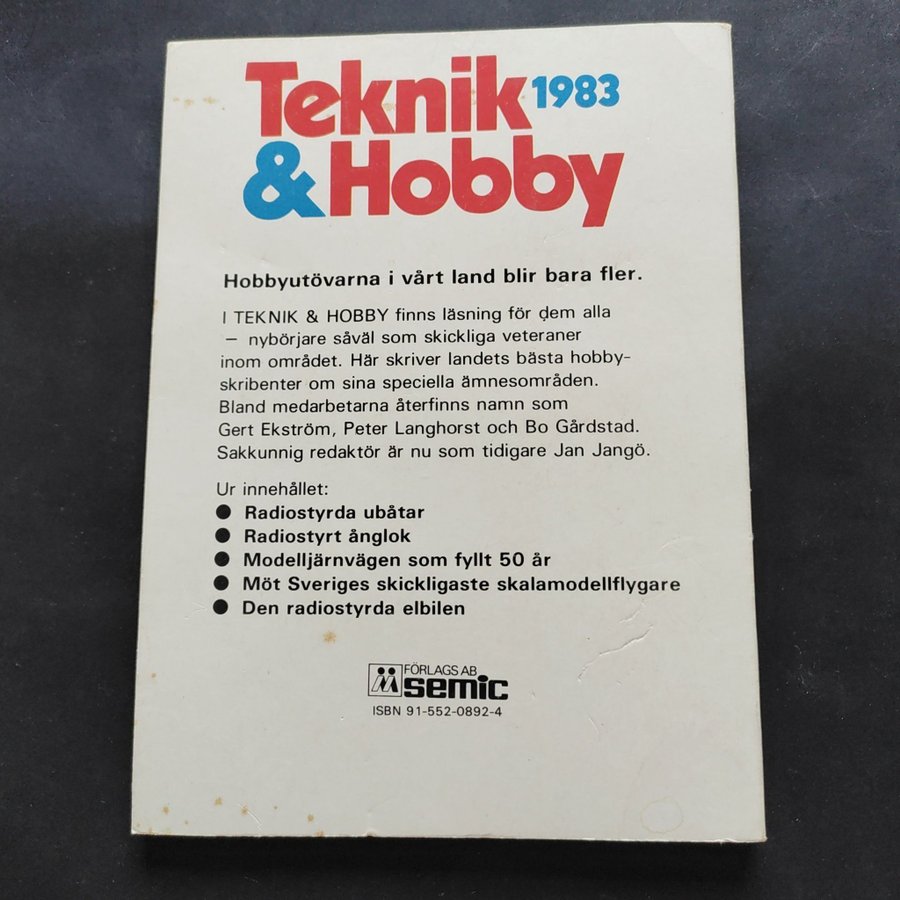 Teknik 1983
& Hobby
Hobbyutövarna i vårt land blir bara fler.
I TEKNIK & HOBBY finns läsning för dem alla
– nybörjare såväl som skickliga veteraner
inom området. Här skriver landets bästa hobby-
skribenter om sina speciella ämnesområden.
Bland medarbetarna återfinns namn som
Gert Ekström, Peter Langhorst och Bo Gårdstad.
Sakkunnig redaktör är nu som tidigare Jan Jangö.
Ur innehållet:
● Radiostyrda ubåtar
● Radiostyrt ånglok
● Modelljärnvägen som fyllt 50 år
● Möt Sveriges skickligaste skalamodellflygare
● Den radiostyrda elbilen
FÖRLAGS AB
semic
ISBN 91-552-0892-4